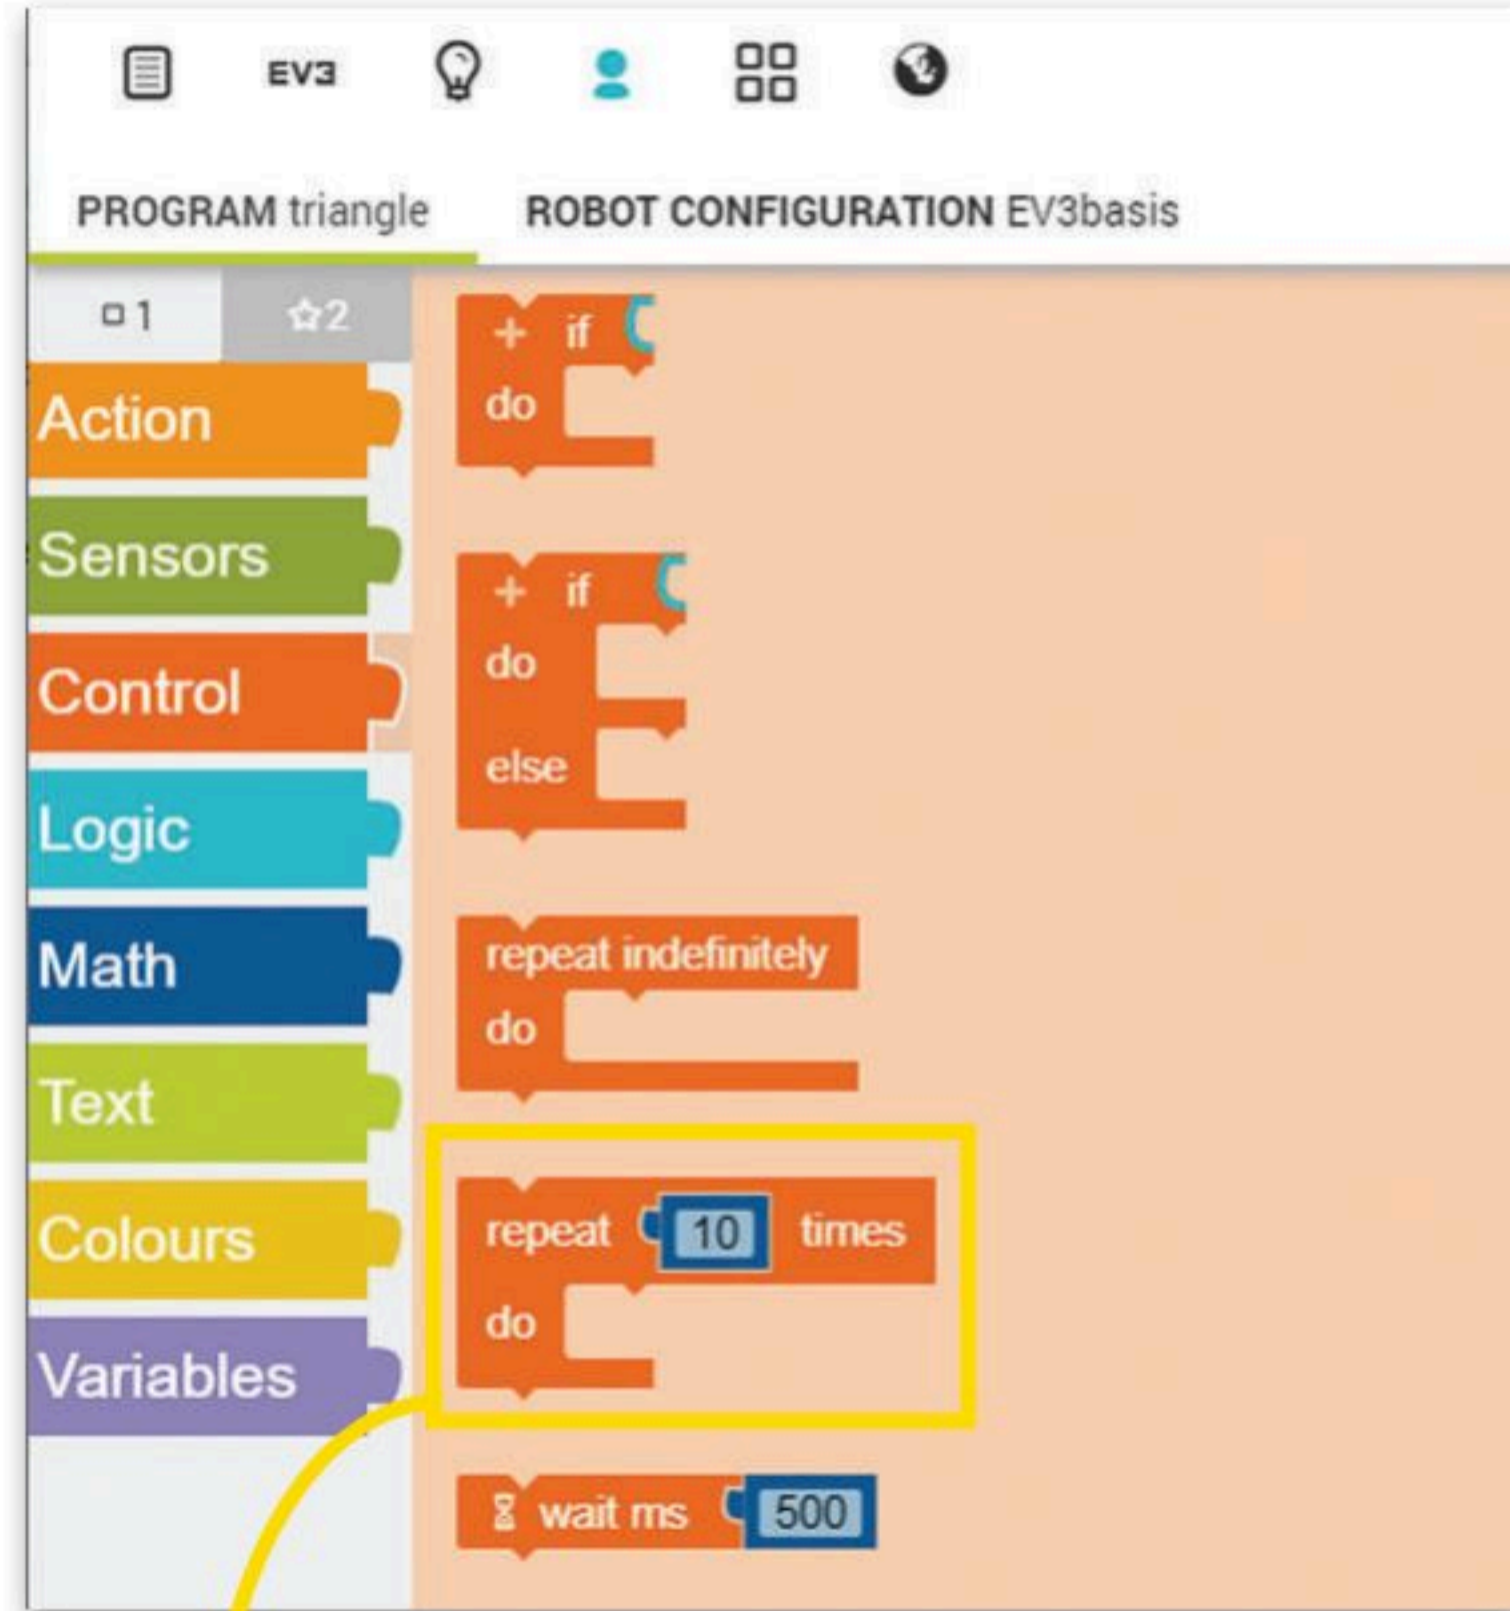 EV3
PROGRAM triangle ROBOT CONFIGURATION EV3basis
1 2
Action
Sensors
Control
Logic
Math
Text
Colours
Variables
+ if
do
+ if
do
else
repeat indefinitely
do
repeat 10 times
do
wait ms 500